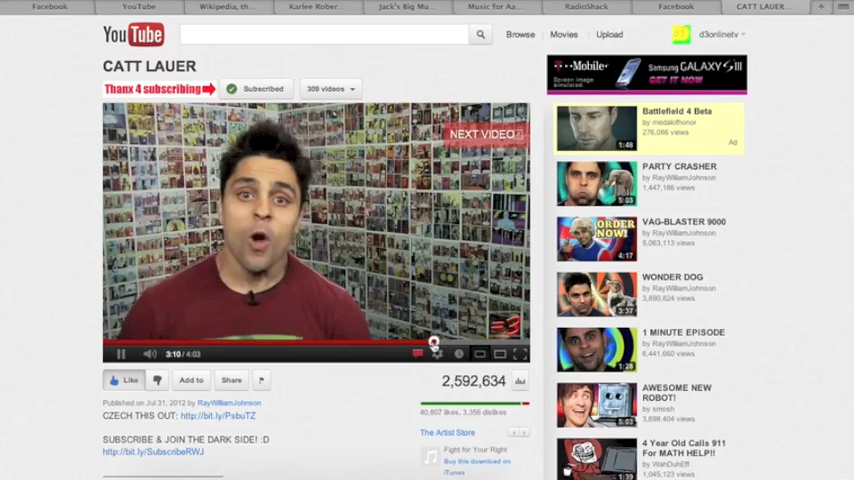 Facebook
YouTube
Wikipedia, th...
Karlee Rober...
Jack's Big Mu...
Music for Aa...
RadioShack
Facebook
CATT LAUER...
YouTube
Browse
Movies
Upload
d3onlinetv
CATT LAUER
Thanx 4 subscribing
Subscribed
309 videos
T-Mobile
Screen image simulated.
SAMSUNG GALAXY SIII
GET IT NOW
NEXT VIDEO
=3
3:10 / 4:03
Like
Add to
Share
2,592,634
Published on Jul 31, 2012 by RayWilliamJohnson
CZECH THIS OUT: http://bit.ly/PsbuTZ
40,807 likes, 3,356 dislikes
SUBSCRIBE & JOIN THE DARK SIDE! :D
http://bit.ly/SubscribeRWJ
The Artist Store
Fight for Your Right
Buy this download on
iTunes
Battlefield 4 Beta
by medalofhonor
276,086 views
Ad
1:48
PARTY CRASHER
by RayWilliamJohnson
1,447,186 views
5:03
VAG-BLASTER 9000
by RayWilliamJohnson
5,063,113 views
ORDER NOW!
4:17
WONDER DOG
by RayWilliamJohnson
3,890,824 views
3:37
1 MINUTE EPISODE
by RayWilliamJohnson
6,441,660 views
AWESOME NEW
ROBOT!
by smosh
3,698,404 views
5:03
4 Year Old Calls 911
For MATH HELP!!
by WahDuhEff
1,045,123 views